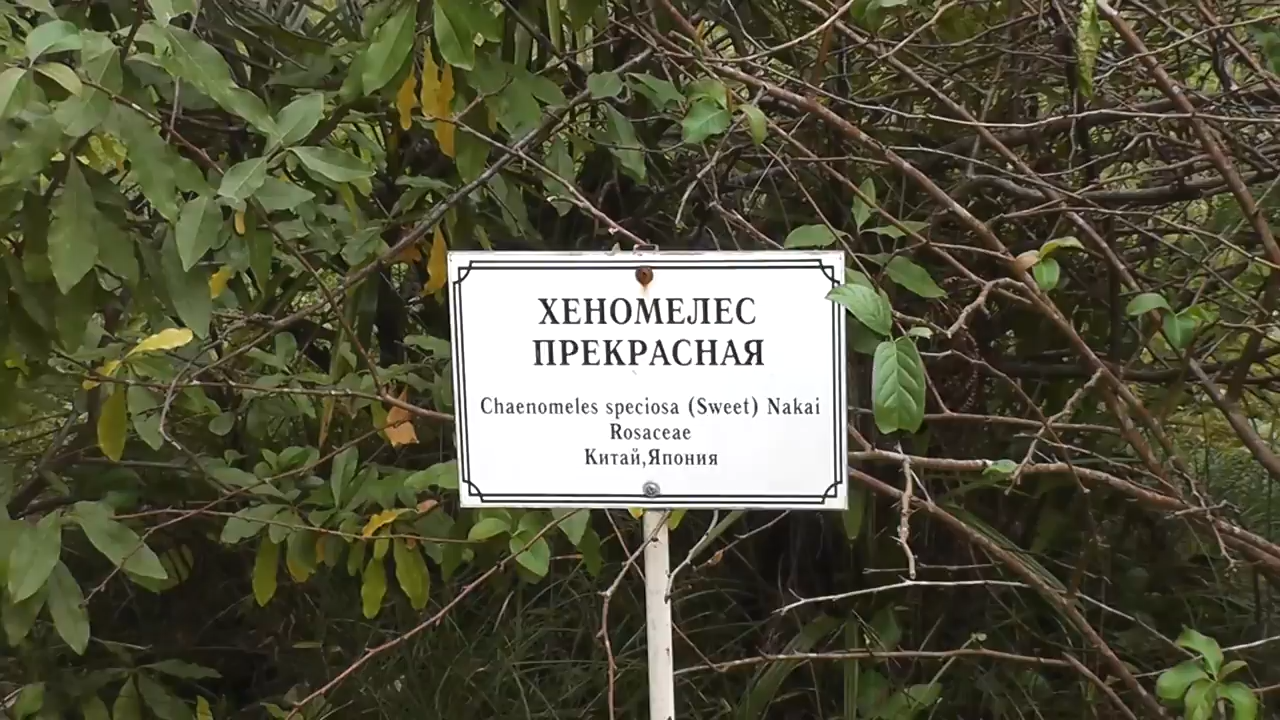 ХЕНОМЕЛЕС
ПРЕКРАСНАЯ
Chaenomeles speciosa (Sweet) Nakai
Rosaceae
Китай,Япония